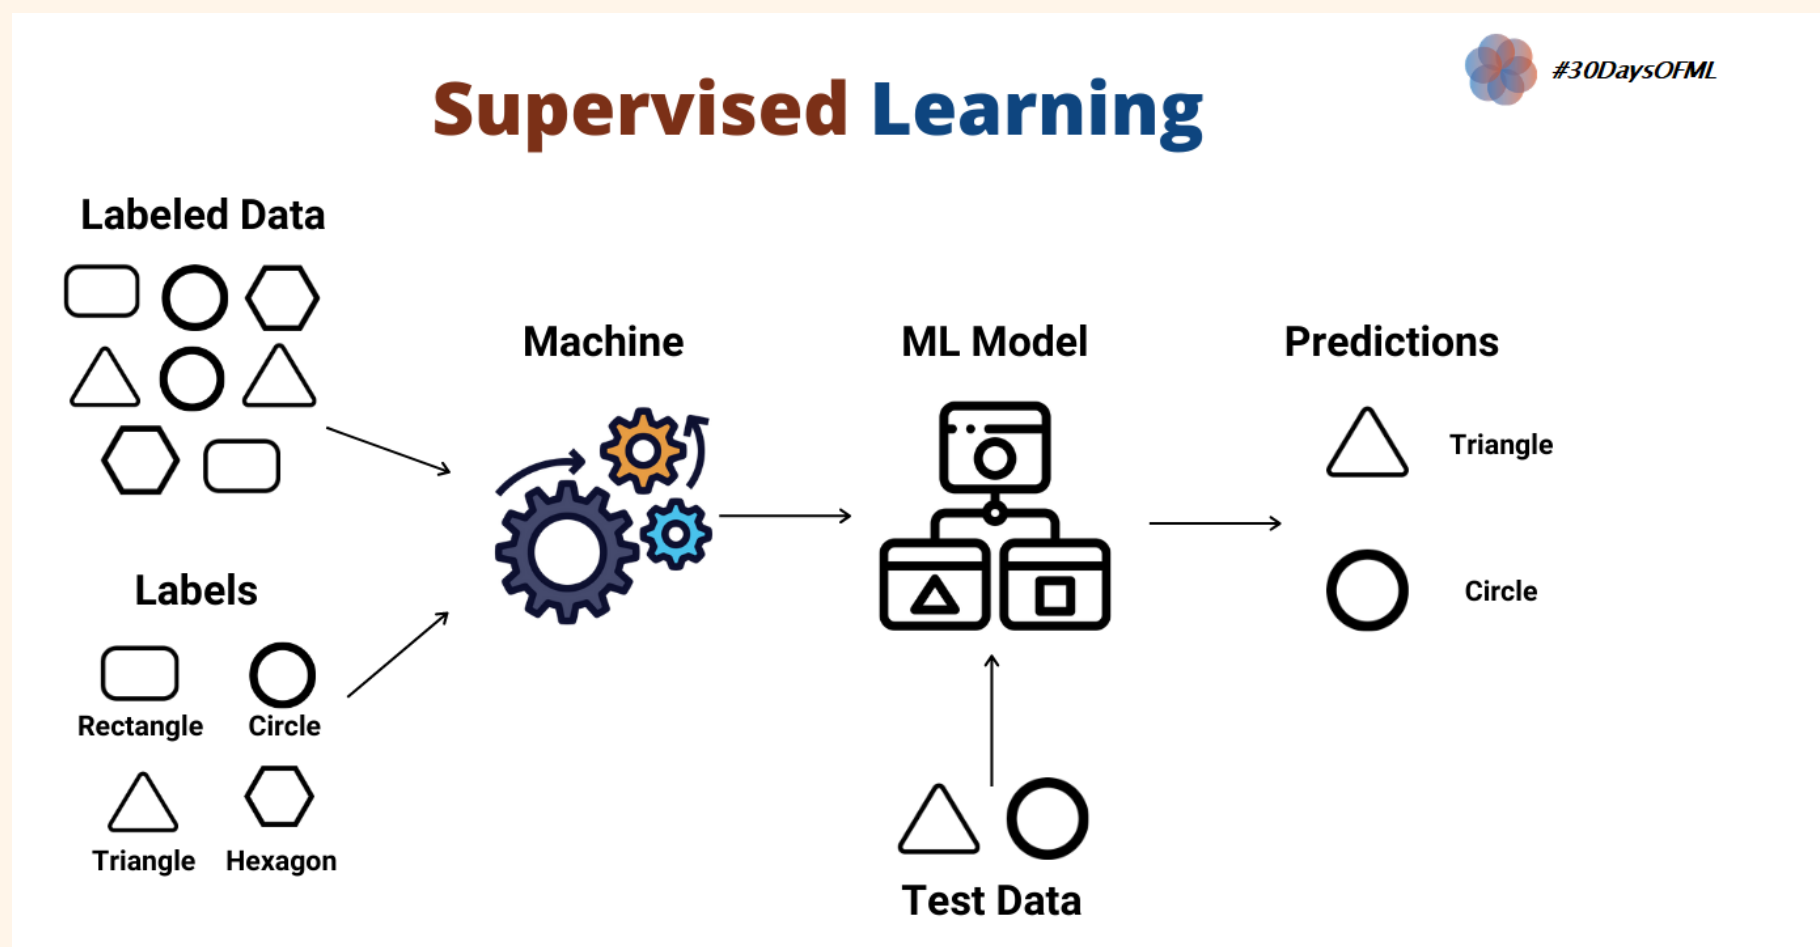 #30DaysOFML
Supervised Learning
Labeled Data
Machine
ML Model
Predictions
Triangle
Circle
Labels
Rectangle
Circle
Triangle
Hexagon
Test Data